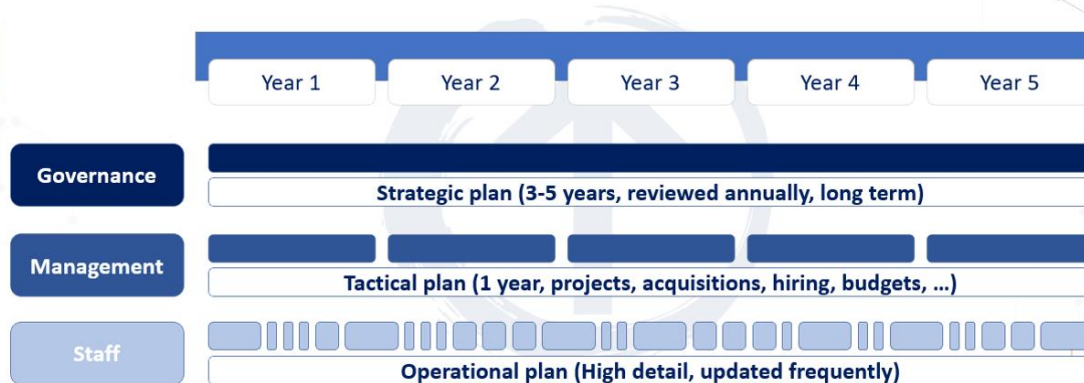 Year 1
Year 2
Year 3
Year 4
Year 5
Governance
Strategic plan (3-5 years, reviewed annually, long term)
Management
Tactical plan (1 year, projects, acquisitions, hiring, budgets, ...)
Staff
Operational plan (High detail, updated frequently)